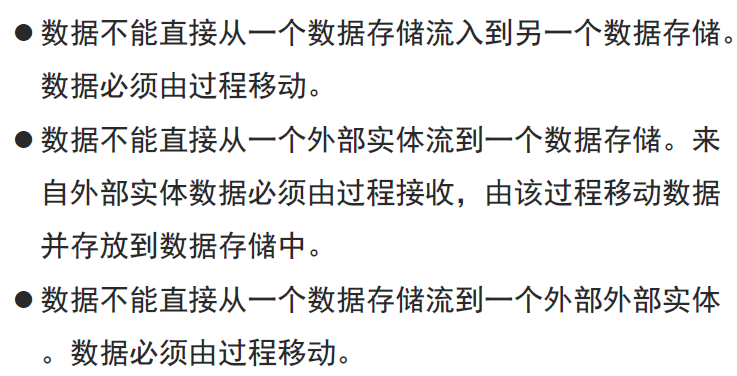 ●数据不能直接从一个数据存储流入到另一个数据存储。
数据必须由过程移动。
●数据不能直接从一个外部实体流到一个数据存储。来
自外部实体数据必须由过程接收，由该过程移动数据
并存放到数据存储中。
●数据不能直接从一个数据存储流到一个外部外部实体
。数据必须由过程移动。